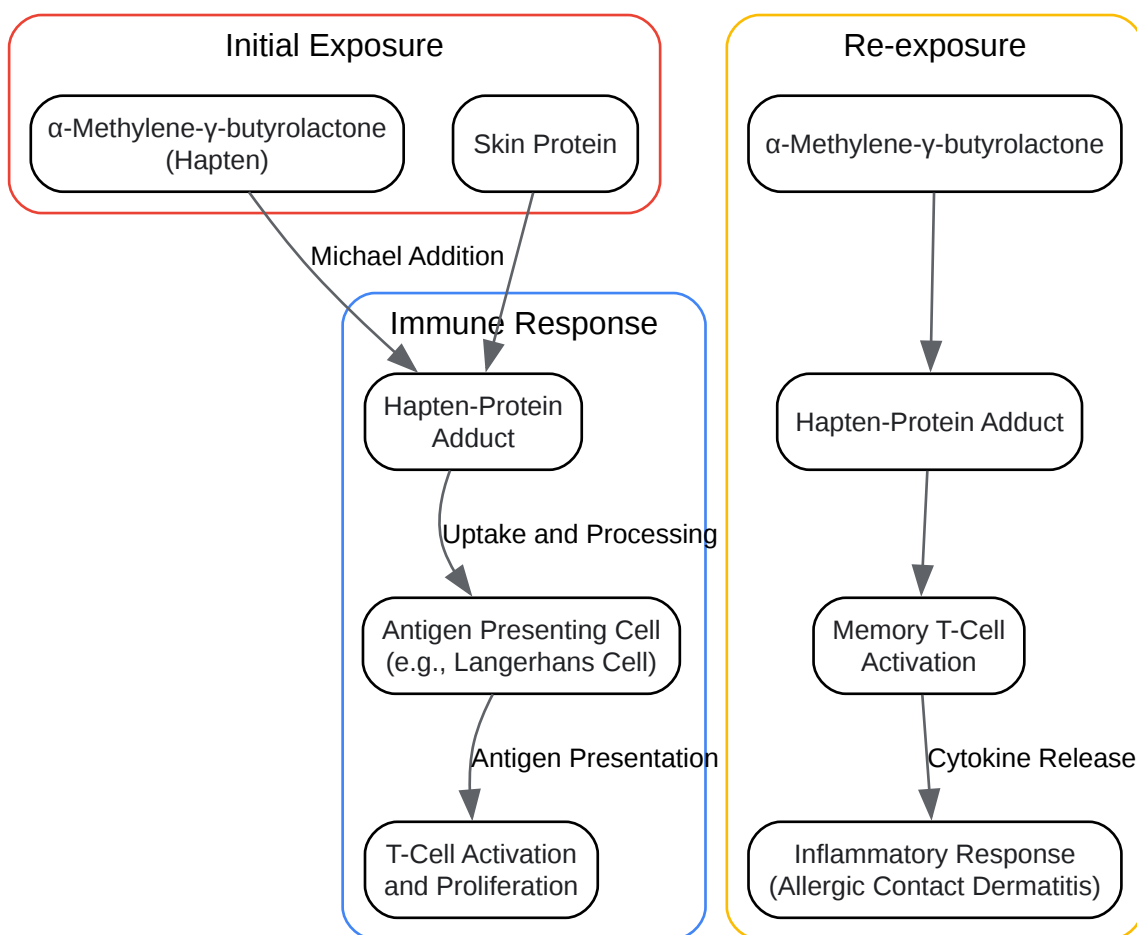 Initial Exposure
α-Methylene-γ-butyrolactone
(Hapten)
Skin Protein
Michael Addition
Immune Response
Hapten-Protein
Adduct
Uptake and Processing
Antigen Presenting Cell
(e.g., Langerhans Cell)
Antigen Presentation
T-Cell Activation
and Proliferation
Re-exposure
α-Methylene-γ-butyrolactone
Hapten-Protein Adduct
Memory T-Cell
Activation
Cytokine Release
Inflammatory Response
(Allergic Contact Dermatitis)